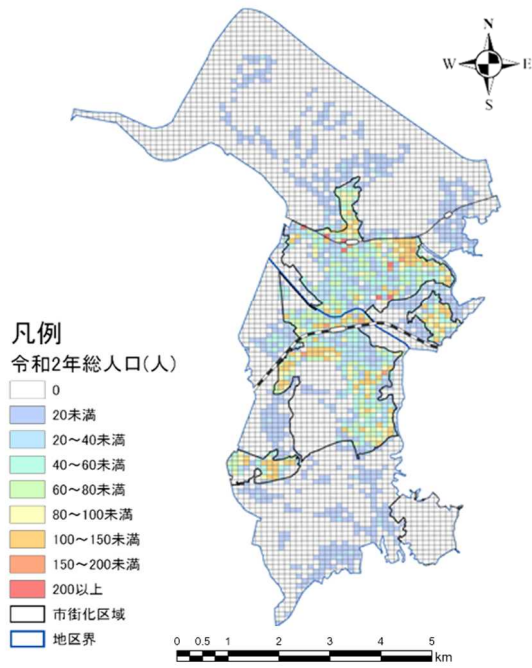 N
W E
S
凡例
令和2年総人口(人)
0
20未満
20～40未満
40～60未満
60～80未満
80～100未満
100～150未満
150～200未満
200以上
市街化区域
地区界
0 0.5 1 2 3 4 5
km